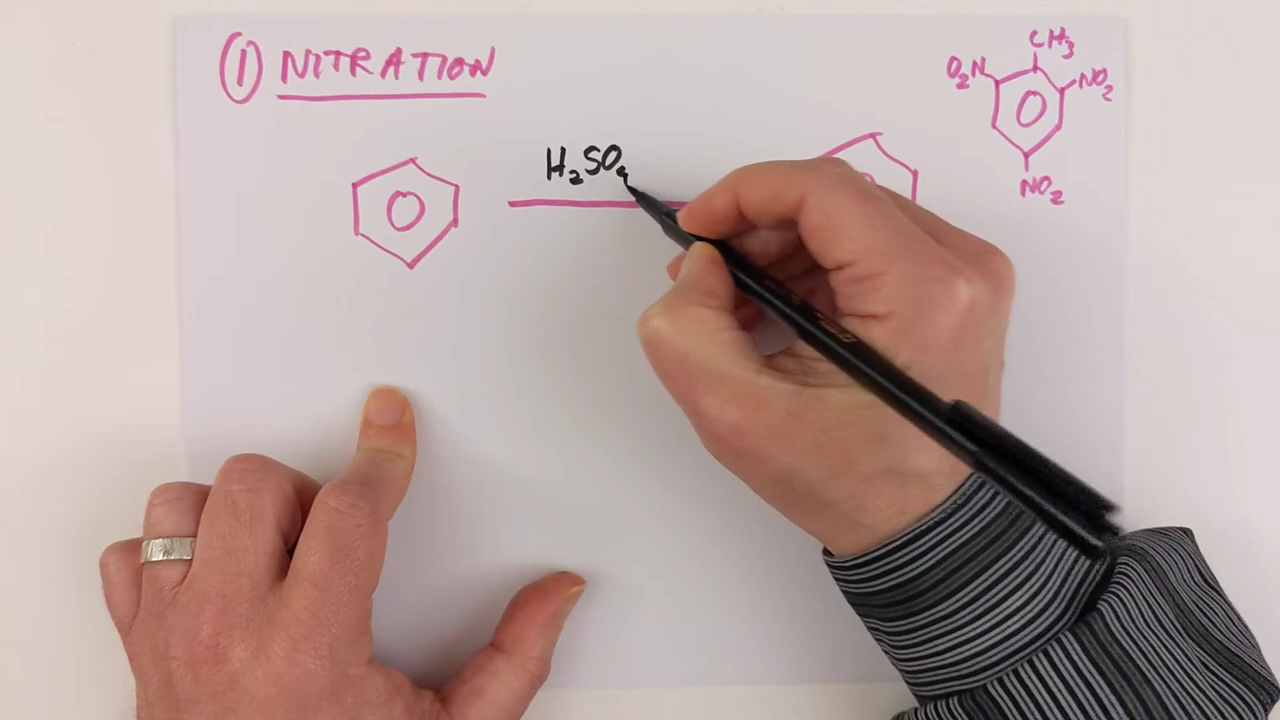 ① NITRATION
CH₃
O₂N
NO₂
NO₂
H₂SO₄